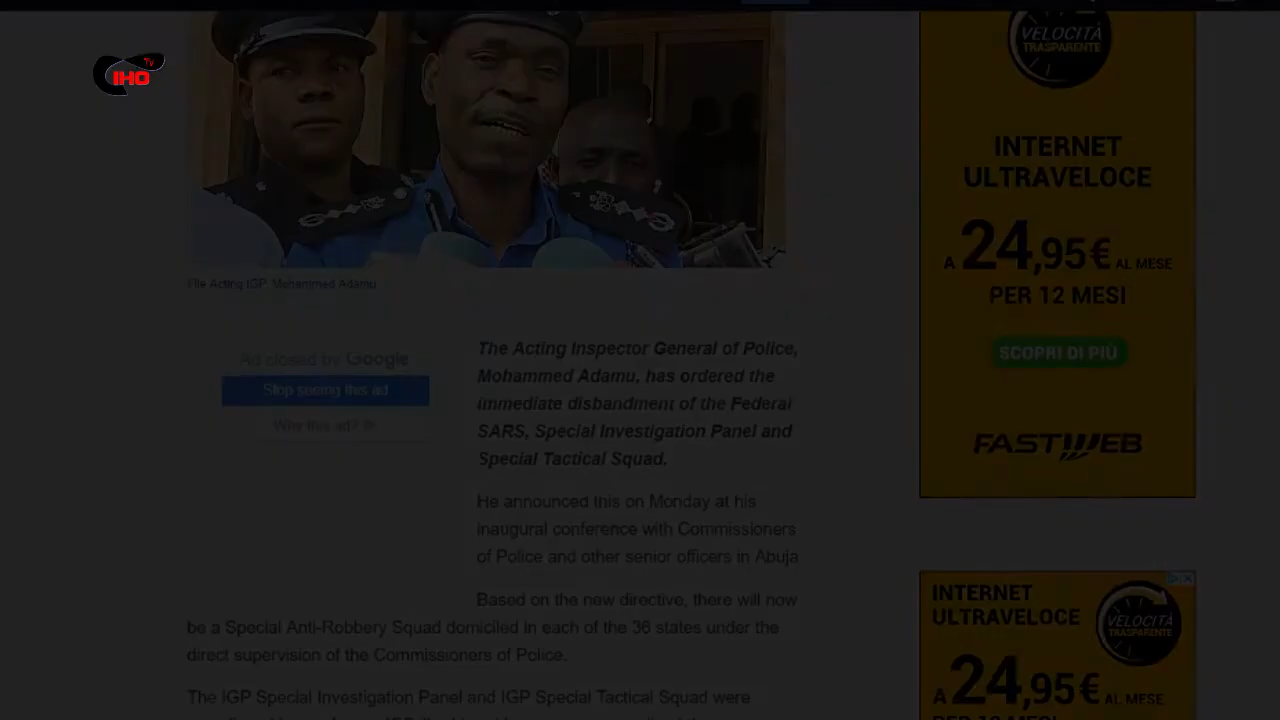 IHO Tv
File Acting IGP, Mohammed Adamu
Ad closed by Google
Stop seeing this ad
Why this ad?
The Acting Inspector General of Police,
Mohammed Adamu, has ordered the
immediate disbandment of the Federal
SARS, Special Investigation Panel and
Special Tactical Squad.
He announced this on Monday at his
inaugural conference with Commissioners
of Police and other senior officers in Abuja
Based on the new directive, there will now
be a Special Anti-Robbery Squad domiciled in each of the 36 states under the
direct supervision of the Commissioners of Police.
The IGP Special Investigation Panel and IGP Special Tactical Squad were
VELOCITÀ
TRASPARENTE
INTERNET
ULTRAVELOCE
A 24,95€ AL MESE
PER 12 MESI
SCOPRI DI PIÙ
FASTWEB
INTERNET
ULTRAVELOCE
VELOCITÀ
TRASPARENTE
A 24,95€ AL MESE